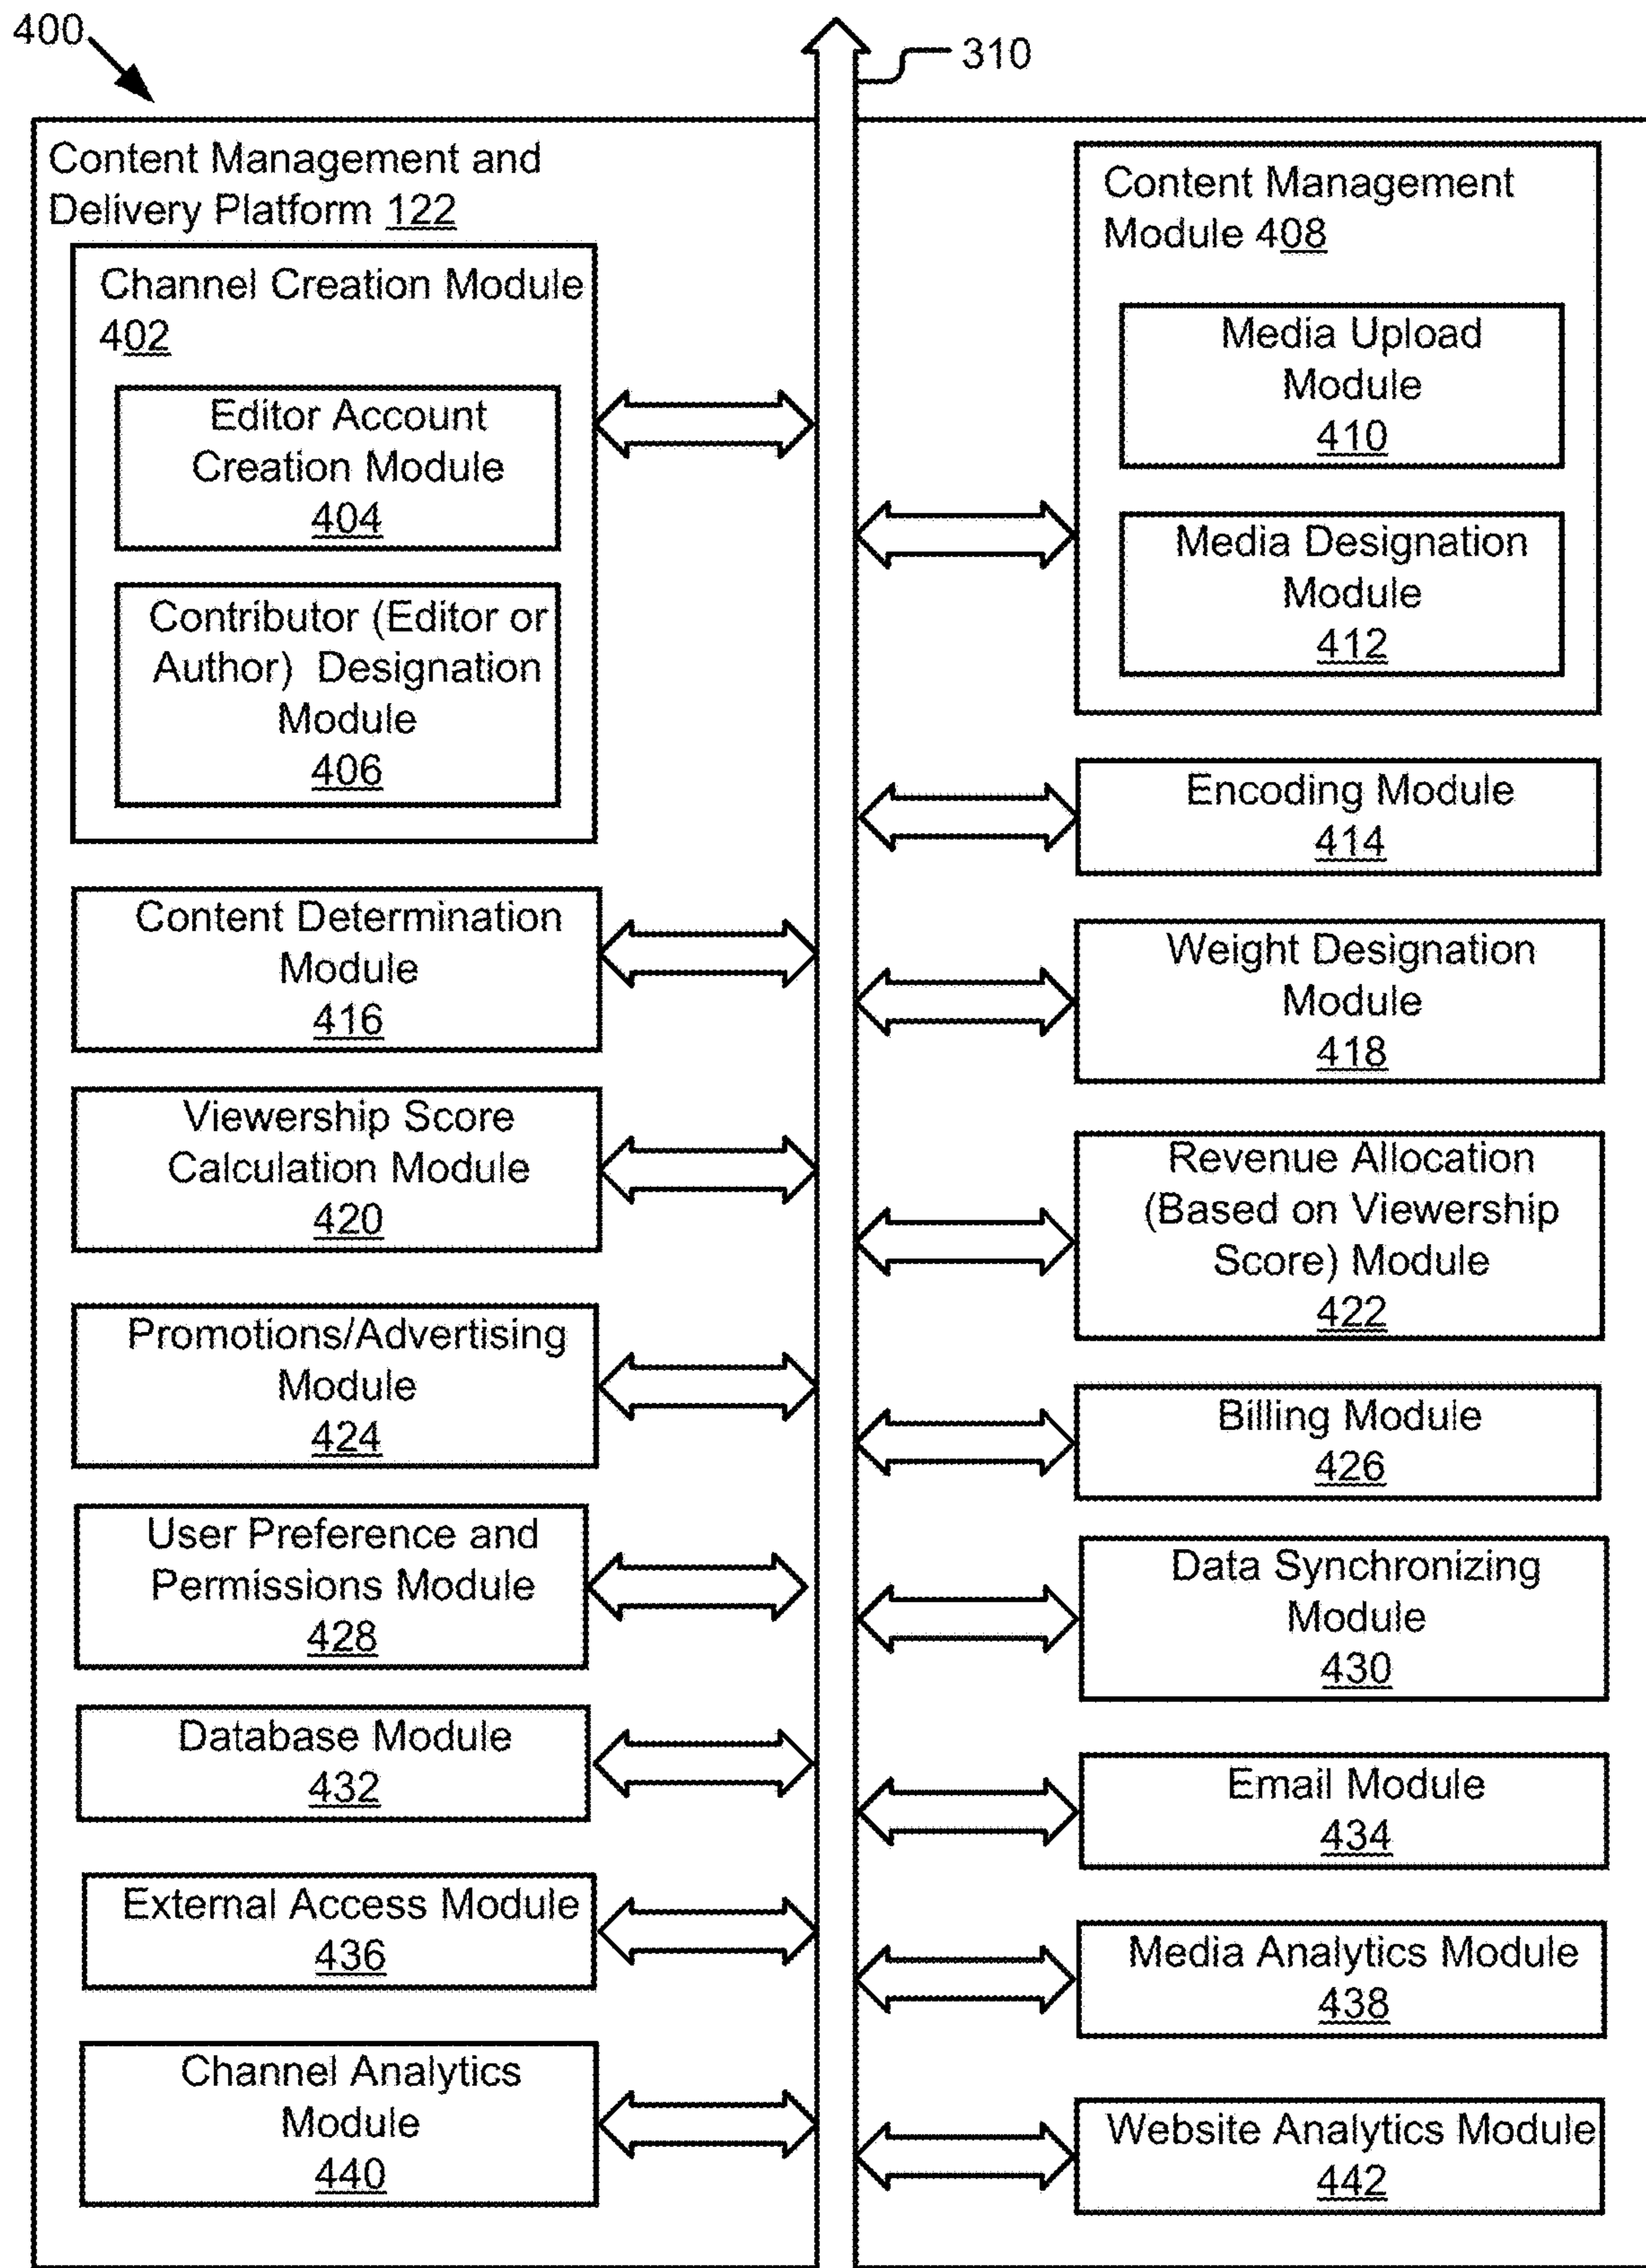 400
310
Content Management and
Delivery Platform 122
Channel Creation Module
402
Editor Account
Creation Module
404
Contributor (Editor or
Author) Designation
Module
406
Content Determination
Module
416
Viewership Score
Calculation Module
420
Promotions/Advertising
Module
424
User Preference and
Permissions Module
428
Database Module
432
External Access Module
436
Channel Analytics
Module
440
Content Management
Module 408
Media Upload
Module
410
Media Designation
Module
412
Encoding Module
414
Weight Designation
Module
418
Revenue Allocation
(Based on Viewership
Score) Module
422
Billing Module
426
Data Synchronizing
Module
430
Email Module
434
Media Analytics Module
438
Website Analytics Module
442